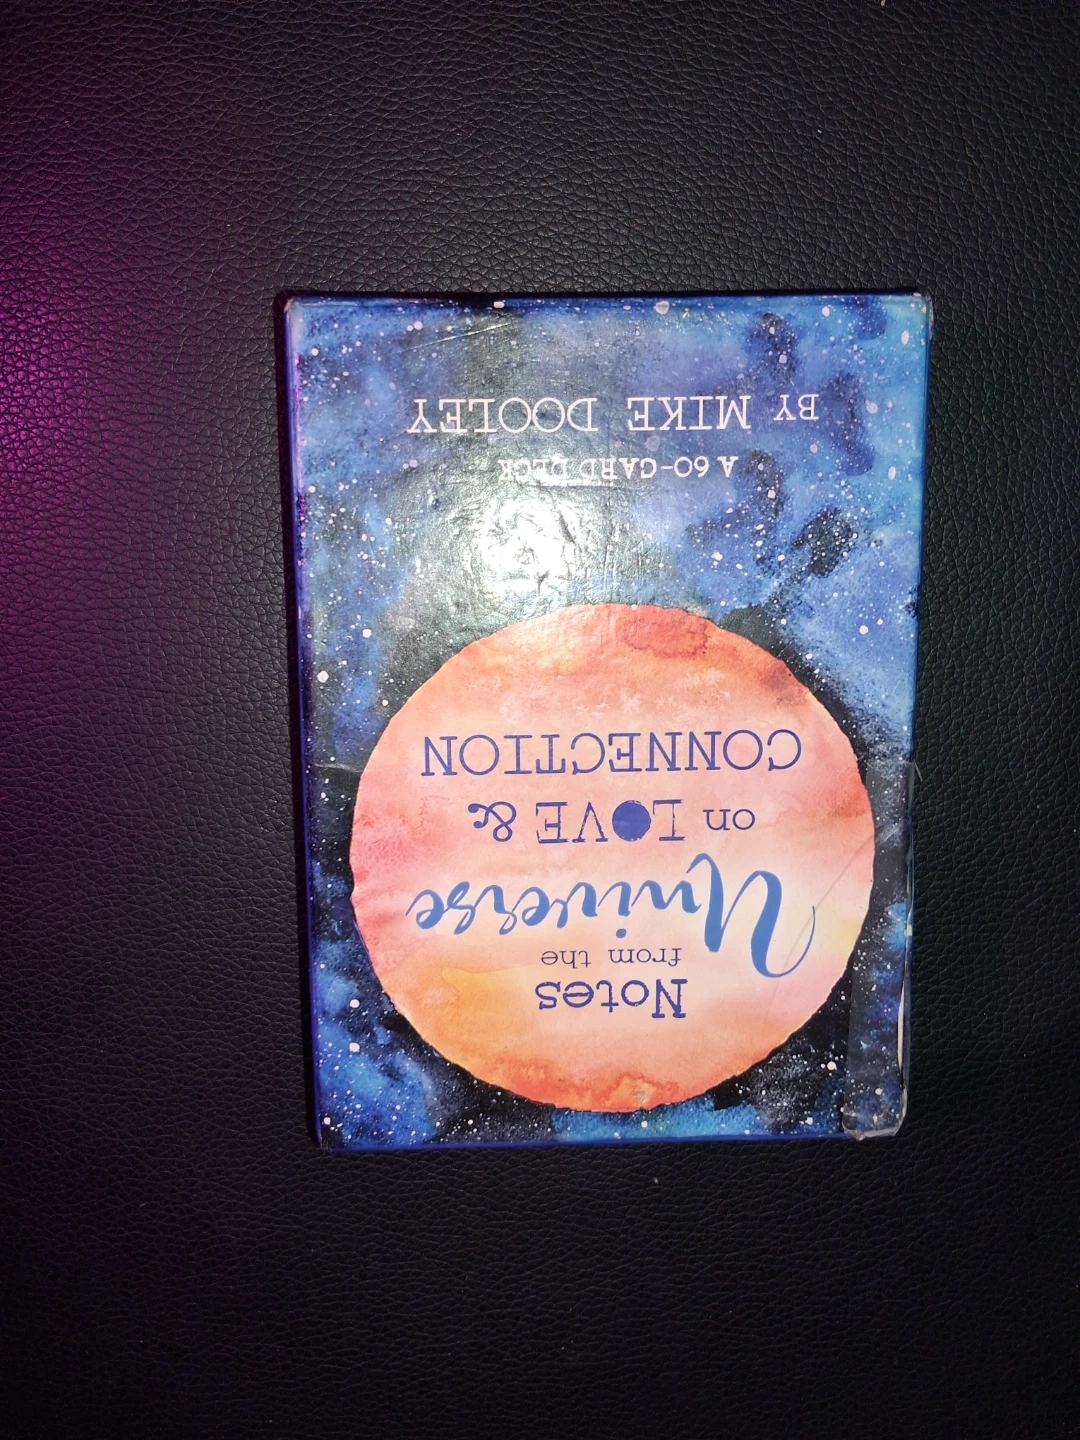 Notes
from the
Universe
on LOVE &
CONNECTION
A 60-CARD DECK
BY MIKE DOOLEY